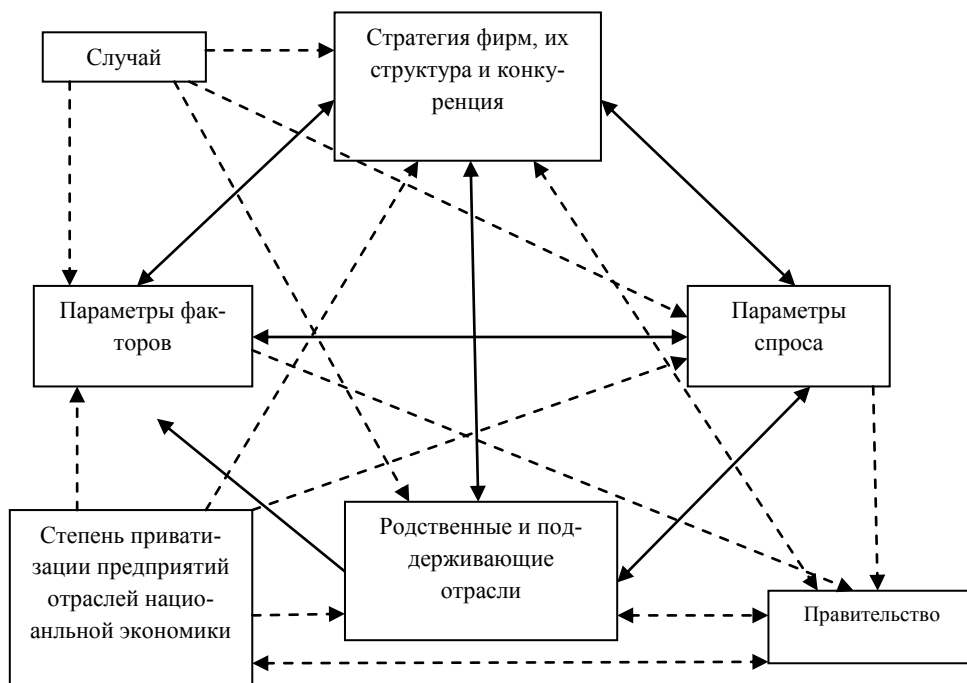 Случай
Стратегия фирм, их
структура и конку-
ренция
Параметры фак-
торов
Параметры
спроса
Степень привати-
зации предприятий
отраслей национ-
анльной экономики
Родственные и под-
держивающие
отрасли
Правительство